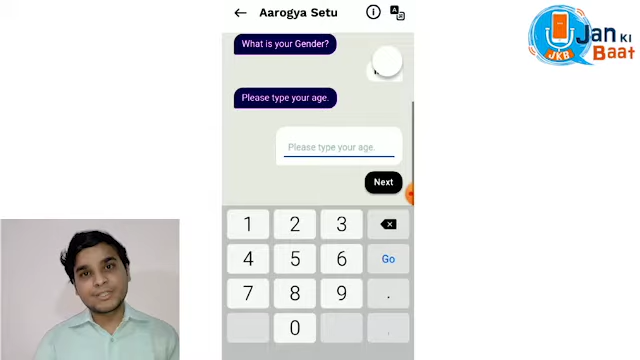 Aarogya Setu
What is your Gender?
Please type your age.
Please type your age.
Next
1 2 3
4 5 6 Go
7 8 9 .
0 ,
Jan Ki
Baat
JKB